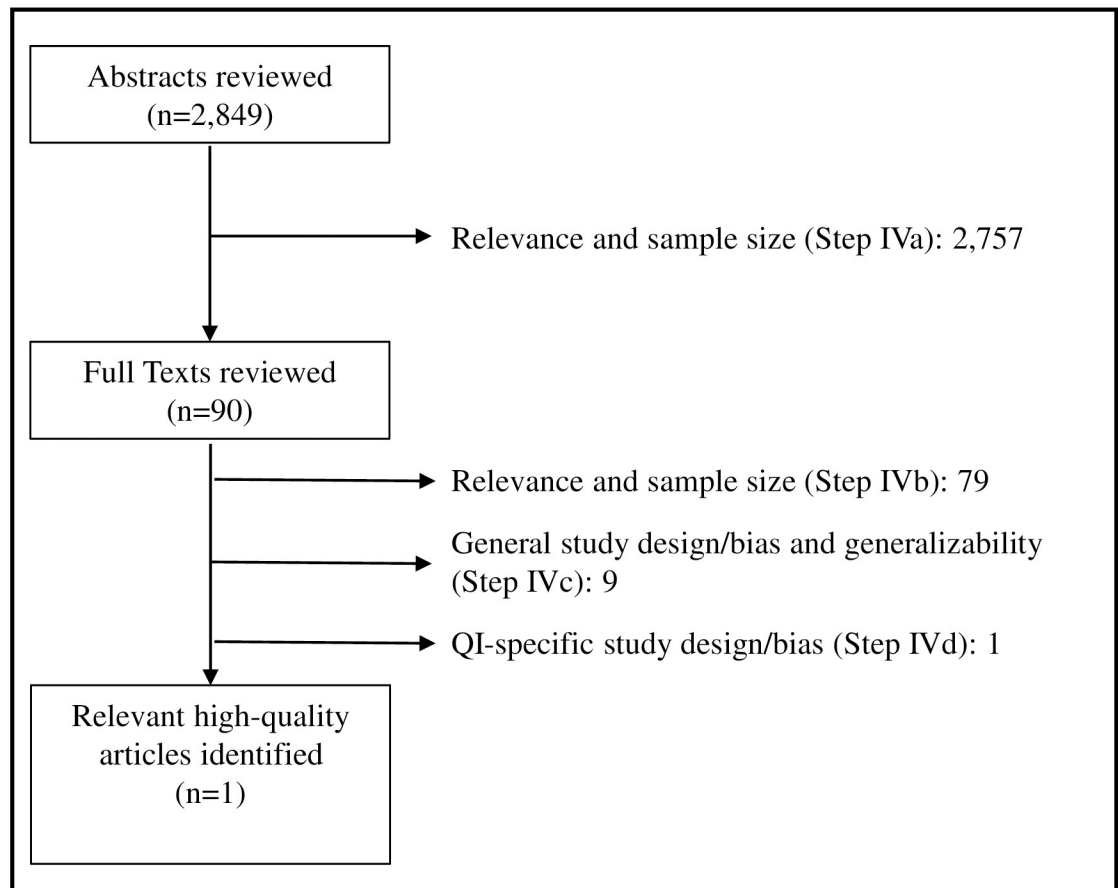 Abstracts reviewed
(n=2,849)
Relevance and sample size (Step IVa): 2,757
Full Texts reviewed
(n=90)
Relevance and sample size (Step IVb): 79
General study design/bias and generalizability
(Step IVc): 9
QI-specific study design/bias (Step IVd): 1
Relevant high-quality
articles identified
(n=1)